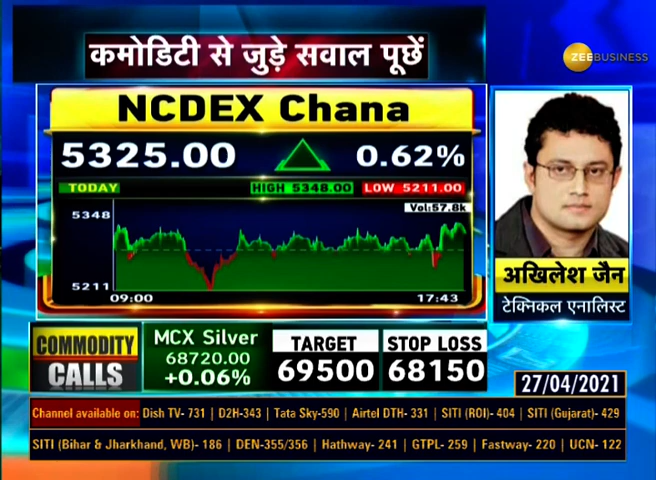 कमोडिटी से जुड़े सवाल पूछें
ZEEBUSINESS
NCDEX Chana
5325.00 0.62%
TODAY HIGH 5348.00 LOW 5211.00
Vol:57.8k
5348
5211
09:00 17:43
अखिलेश जैन
टेक्निकल एनालिस्ट
COMMODITY
CALLS
MCX Silver
68720.00
+0.06%
TARGET
69500
STOP LOSS
68150
27/04/2021
Channel available on: Dish TV- 731 | D2H-343 | Tata Sky-590 | Airtel DTH- 331 | SITI (ROI)- 404 | SITI (Gujarat)- 429
SITI (Bihar & Jharkhand, WB)- 186 | DEN-355/356 | Hathway- 241 | GTPL- 259 | Fastway- 220 | UCN- 122